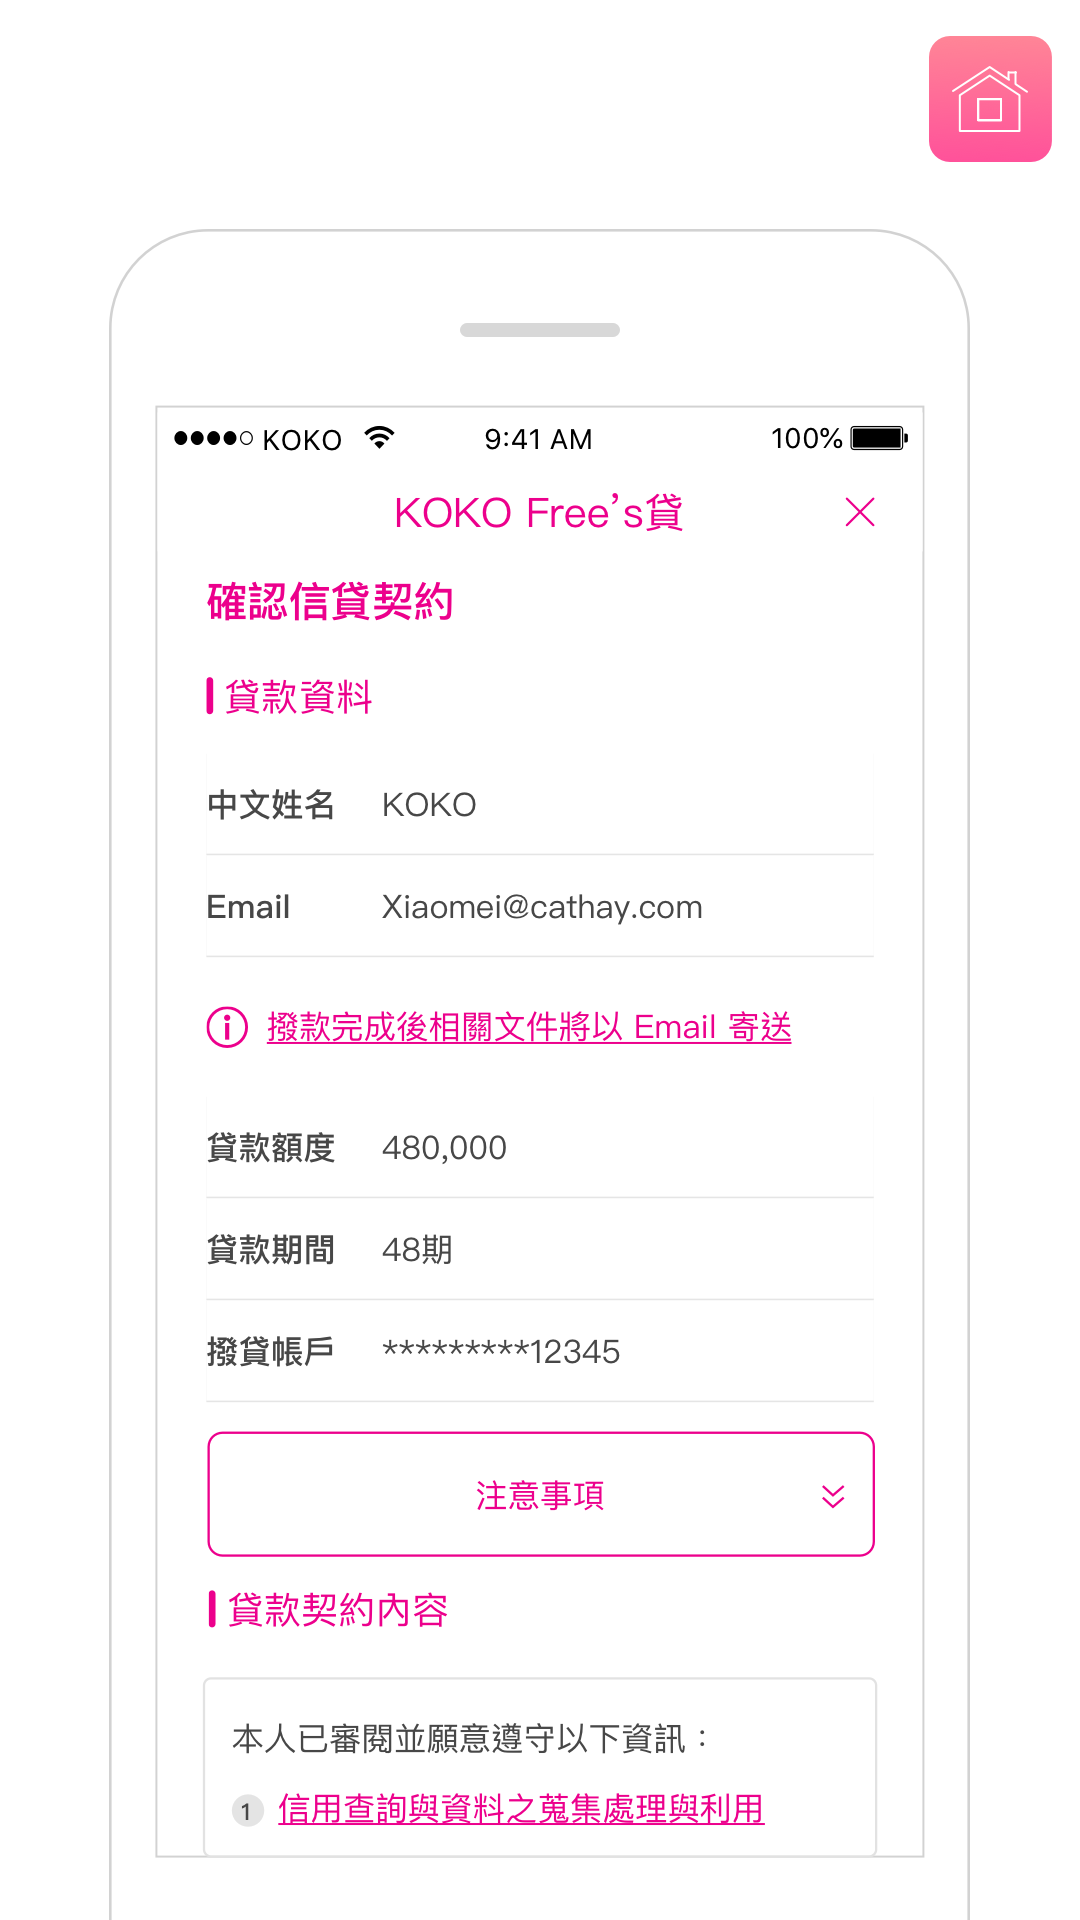 KOKO 9:41 AM 100%
KOKO Free’s貸
確認信貸契約
貸款資料
中文姓名 KOKO
Email Xiaomei@cathay.com
撥款完成後相關文件將以 Email 寄送
貸款額度 480,000
貸款期間 48期
撥貸帳戶 *********12345
注意事項
貸款契約內容
本人已審閱並願意遵守以下資訊：
1 信用查詢與資料之蒐集處理與利用